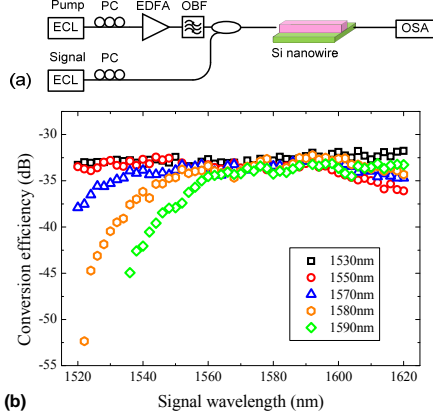 Pump PC EDFA OBF
ECL
OSA
Signal PC
Si nanowire
ECL
(a)
Conversion efficiency (dB)
-30
-35
-40
-45
-50
-55
1530nm
1550nm
1570nm
1580nm
1590nm
1520 1540 1560 1580 1600 1620
Signal wavelength (nm)
(b)